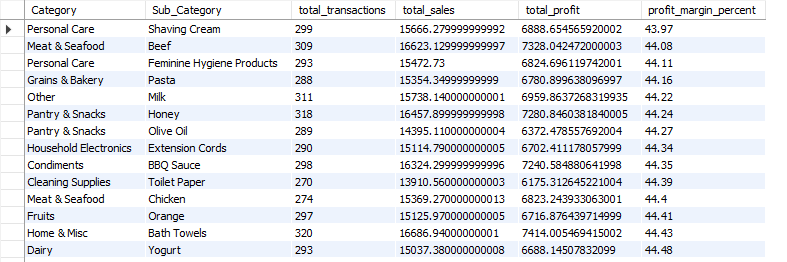 Category Sub_Category total_transactions total_sales total_profit profit_margin_percent
Personal Care Shaving Cream 299 15666.279999999992 6888.654565920002 43.97
Meat & Seafood Beef 309 16623.129999999997 7328.042472000003 44.08
Personal Care Feminine Hygiene Products 293 15472.73 6824.696119742001 44.11
Grains & Bakery Pasta 288 15354.34999999999 6780.899638096997 44.16
Other Milk 311 15738.140000000001 6959.8637268319935 44.22
Pantry & Snacks Honey 318 16457.899999999998 7280.8460381840005 44.24
Pantry & Snacks Olive Oil 289 14395.110000000004 6372.478557692004 44.27
Household Electronics Extension Cords 290 15114.790000000005 6702.411178057999 44.34
Condiments BBQ Sauce 298 16324.299999999996 7240.584880641998 44.35
Cleaning Supplies Toilet Paper 270 13910.560000000003 6175.312645221004 44.39
Meat & Seafood Chicken 274 15369.270000000013 6823.243933063001 44.4
Fruits Orange 297 15125.970000000005 6716.876439714999 44.41
Home & Misc Bath Towels 320 16686.94000000001 7414.005469415002 44.43
Dairy Yogurt 293 15037.380000000008 6688.14507832099 44.48